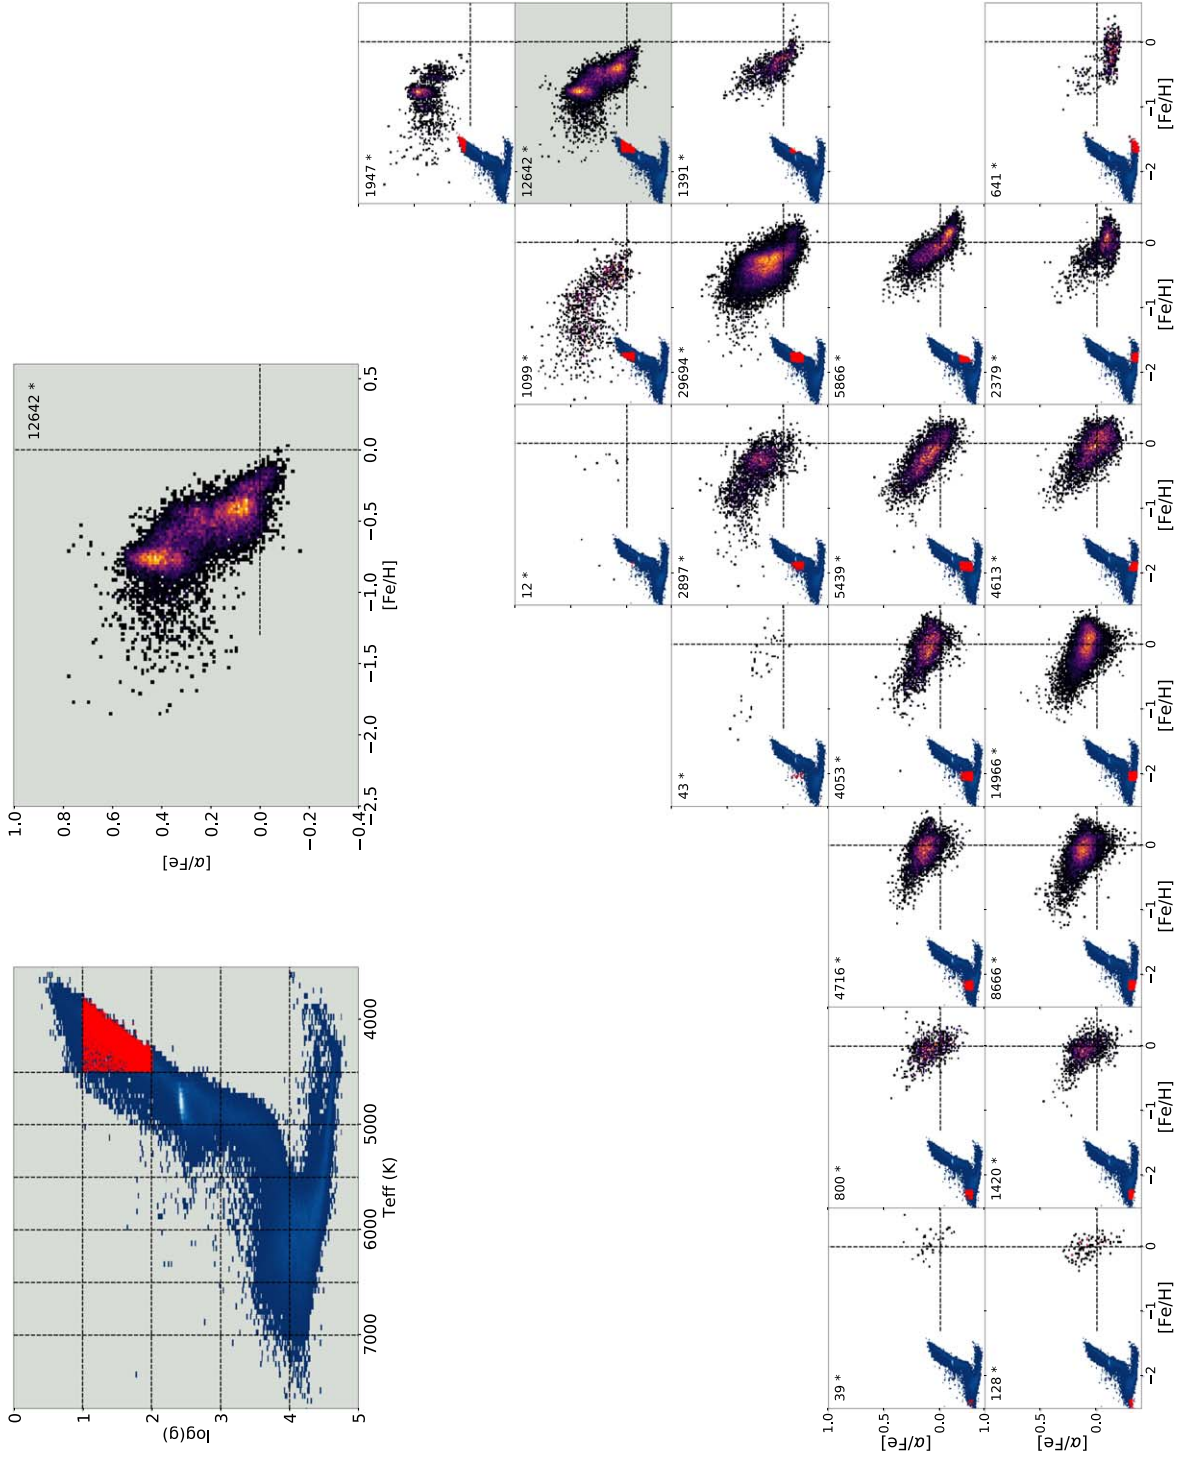 0
1
2
3
4
5
log(g)
7000
6000
5000
4000
Teff (K)
1.0
0.8
0.6
0.4
0.2
0.0
−0.2
−0.4
[α/Fe]
12642 *
−2.5
−2.0
−1.5
−1.0
−0.5
0.0
0.5
[Fe/H]
1947 *
1099 *
12642 *
12 *
29694 *
1391 *
43 *
2897 *
5866 *
39 *
800 *
4716 *
4053 *
5439 *
1.0
0.5
0.0
[α/Fe]
128 *
1420 *
8666 *
14966 *
4613 *
2379 *
641 *
1.0
0.5
0.0
[α/Fe]
−2 −1 0
−2 −1 0
−2 −1 0
−2 −1 0
−2 −1 0
−2 −1 0
−2 −1 0
[Fe/H]
[Fe/H]
[Fe/H]
[Fe/H]
[Fe/H]
[Fe/H]
[Fe/H]